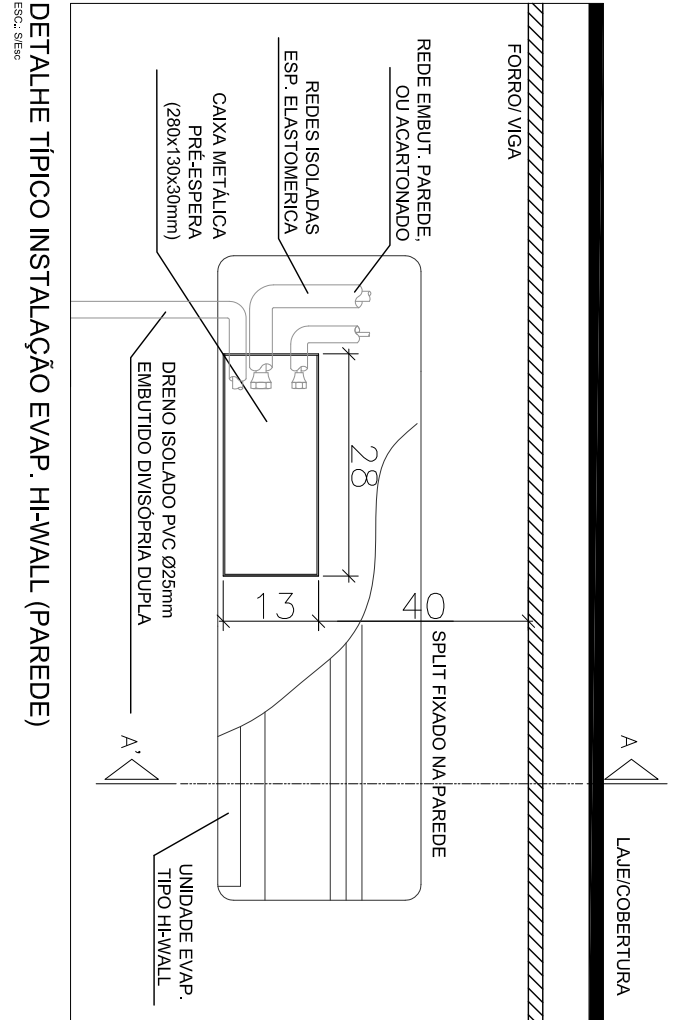 LAJE/COBERTURA
A
FORRO/ VIGA
REDE EMBUT. PAREDE,
OU ACARTONADO
REDES ISOLADAS
ESP. ELASTOMERICA
CAIXA METÁLICA
PRÉ-ESPERA
(280x130x30mm)
28
13
40
SPLIT FIXADO NA PAREDE
DRENO ISOLADO PVC Ø25mm
EMBUTIDO DIVISÓPRIA DUPLA
A'
UNIDADE EVAP.
TIPO HI-WALL
DETALHE TÍPICO INSTALAÇÃO EVAP. HI-WALL (PAREDE)
ESC.: S/Esc